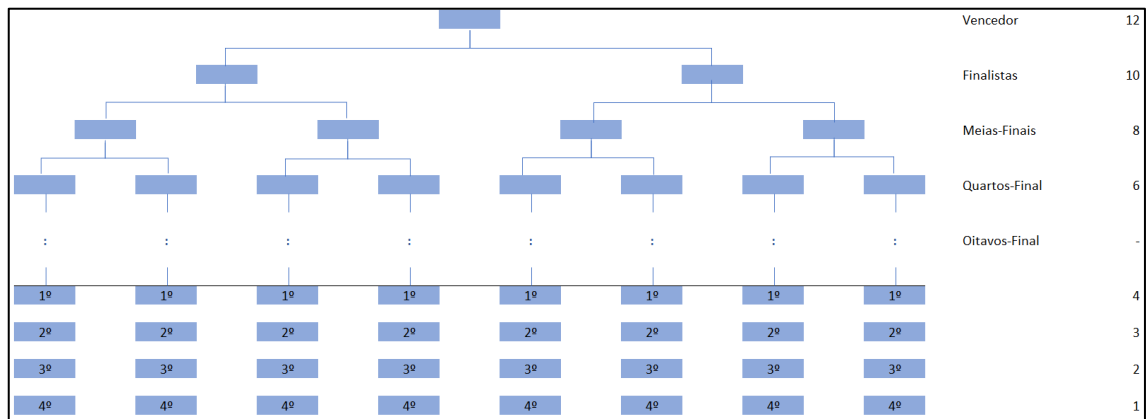 Vencedor 12
Finalistas 10
Meias-Finais 8
Quartos-Final 6
: : : : : : : : Oitavos-Final -
1º 1º 1º 1º 1º 1º 1º 1º 4
2º 2º 2º 2º 2º 2º 2º 2º 3
3º 3º 3º 3º 3º 3º 3º 3º 2
4º 4º 4º 4º 4º 4º 4º 4º 1